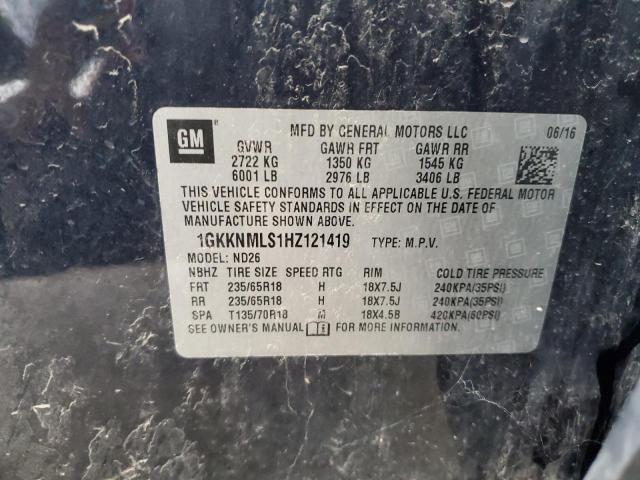 GM
MFD BY GENERAL MOTORS LLC 06/16
GVWR GAWR FRT GAWR RR
2722 KG 1350 KG 1545 KG
6001 LB 2976 LB 3406 LB
THIS VEHICLE CONFORMS TO ALL APPLICABLE U.S. FEDERAL MOTOR
VEHICLE SAFETY STANDARDS IN EFFECT ON THE DATE OF
MANUFACTURE SHOWN ABOVE.
1GKKNMLS1HZ121419 TYPE: M.P.V.
MODEL: ND26
NBHZ TIRE SIZE SPEED RTG RIM COLD TIRE PRESSURE
FRT 235/65R18 H 18X7.5J 240KPA(35PSI)
RR 235/65R18 H 18X7.5J 240KPA(35PSI)
SPA T135/70R18 M 18X4.5B 420KPA(60PSI)
SEE OWNER'S MANUAL FOR MORE INFORMATION.